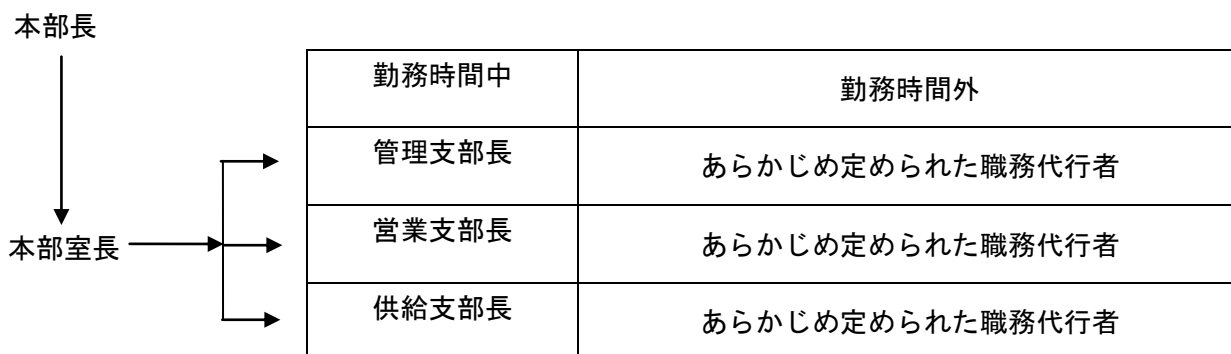 本部長
勤務時間中 勤務時間外
管理支部長 あらかじめ定められた職務代行者
本部室長 営業支部長 あらかじめ定められた職務代行者
供給支部長 あらかじめ定められた職務代行者